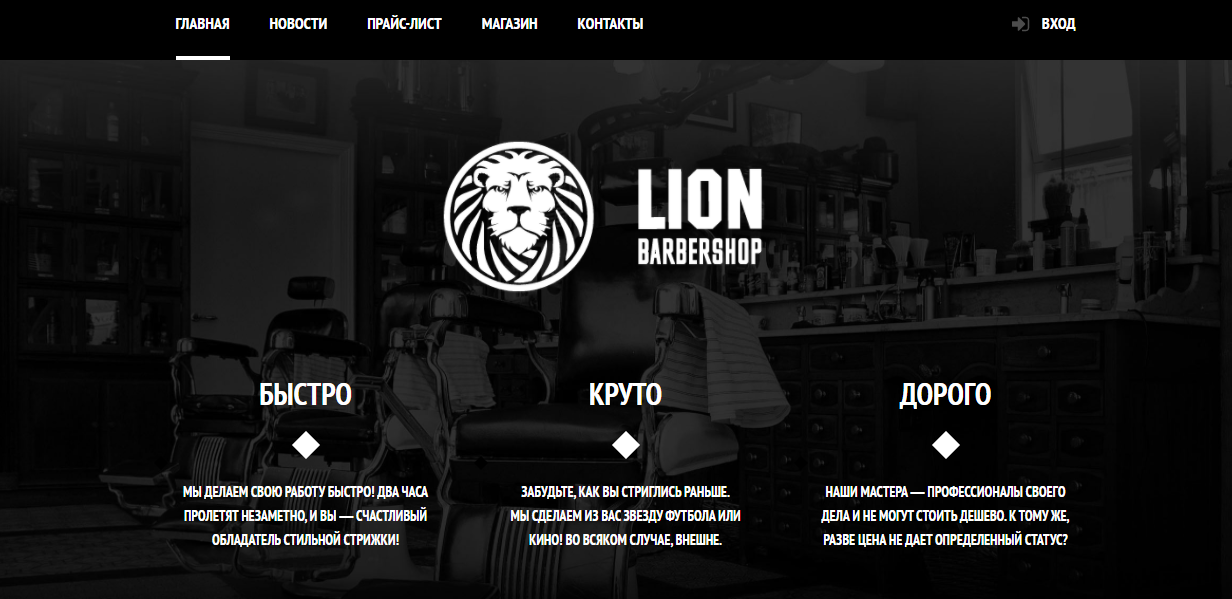 ГЛАВНАЯ НОВОСТИ ПРАЙС-ЛИСТ МАГАЗИН КОНТАКТЫ ВХОД
LION
BARBERSHOP
БЫСТРО
МЫ ДЕЛАЕМ СВОЮ РАБОТУ БЫСТРО! ДВА ЧАСА
ПРОЛЕТЯТ НЕЗАМЕТНО, И ВЫ — СЧАСТЛИВЫЙ
ОБЛАДАТЕЛЬ СТИЛЬНОЙ СТРИЖКИ!
КРУТО
ЗАБУДЬТЕ, КАК ВЫ СТРИГЛИСЬ РАНЬШЕ.
МЫ СДЕЛАЕМ ИЗ ВАС ЗВЕЗДУ ФУТБОЛА ИЛИ
КИНО! ВО ВСЯКОМ СЛУЧАЕ, ВНЕШНЕ.
ДОРОГО
НАШИ МАСТЕРА — ПРОФЕССИОНАЛЫ СВОЕГО
ДЕЛА И НЕ МОГУТ СТОИТЬ ДЕШЕВО. К ТОМУ ЖЕ,
РАЗВЕ ЦЕНА НЕ ДАЕТ ОПРЕДЕЛЕННЫЙ СТАТУС?